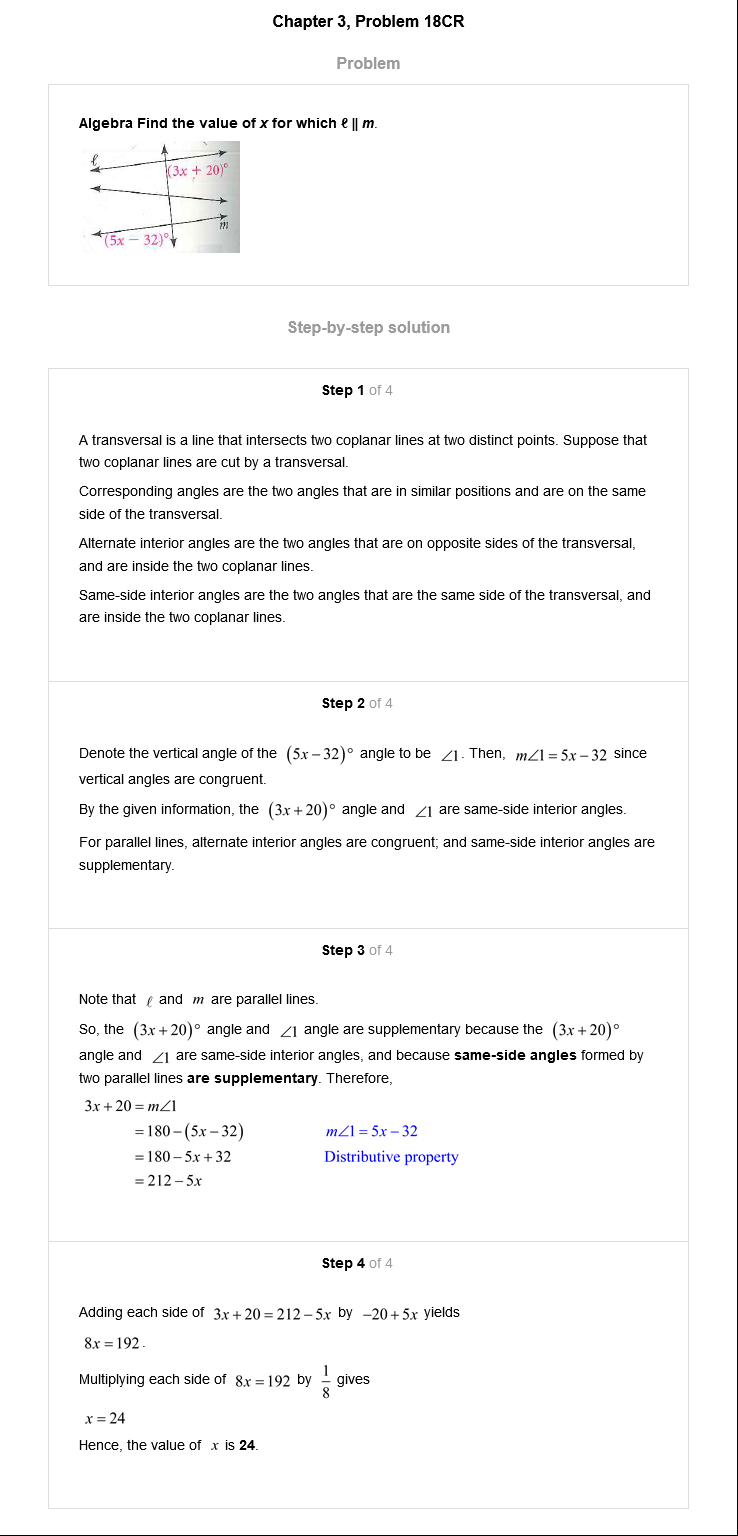 Chapter 3, Problem 18CR
Problem
Algebra Find the value of x for which ℓ || m.
ℓ
(3x + 20)°
m
(5x − 32)°
Step-by-step solution
Step 1 of 4
A transversal is a line that intersects two coplanar lines at two distinct points. Suppose that
two coplanar lines are cut by a transversal.
Corresponding angles are the two angles that are in similar positions and are on the same
side of the transversal.
Alternate interior angles are the two angles that are on opposite sides of the transversal,
and are inside the two coplanar lines.
Same-side interior angles are the two angles that are the same side of the transversal, and
are inside the two coplanar lines.
Step 2 of 4
Denote the vertical angle of the (5x − 32)° angle to be ∠1. Then, m∠1 = 5x − 32 since
vertical angles are congruent.
By the given information, the (3x + 20)° angle and ∠1 are same-side interior angles.
For parallel lines, alternate interior angles are congruent; and same-side interior angles are
supplementary.
Step 3 of 4
Note that ℓ and m are parallel lines.
So, the (3x + 20)° angle and ∠1 angle are supplementary because the (3x + 20)°
angle and ∠1 are same-side interior angles, and because same-side angles formed by
two parallel lines are supplementary. Therefore,
3x + 20 = m∠1
= 180 − (5x − 32) m∠1 = 5x − 32
= 180 − 5x + 32 Distributive property
= 212 − 5x
Step 4 of 4
Adding each side of 3x + 20 = 212 − 5x by −20 + 5x yields
8x = 192.
Multiplying each side of 8x = 192 by 1/8 gives
x = 24
Hence, the value of x is 24.